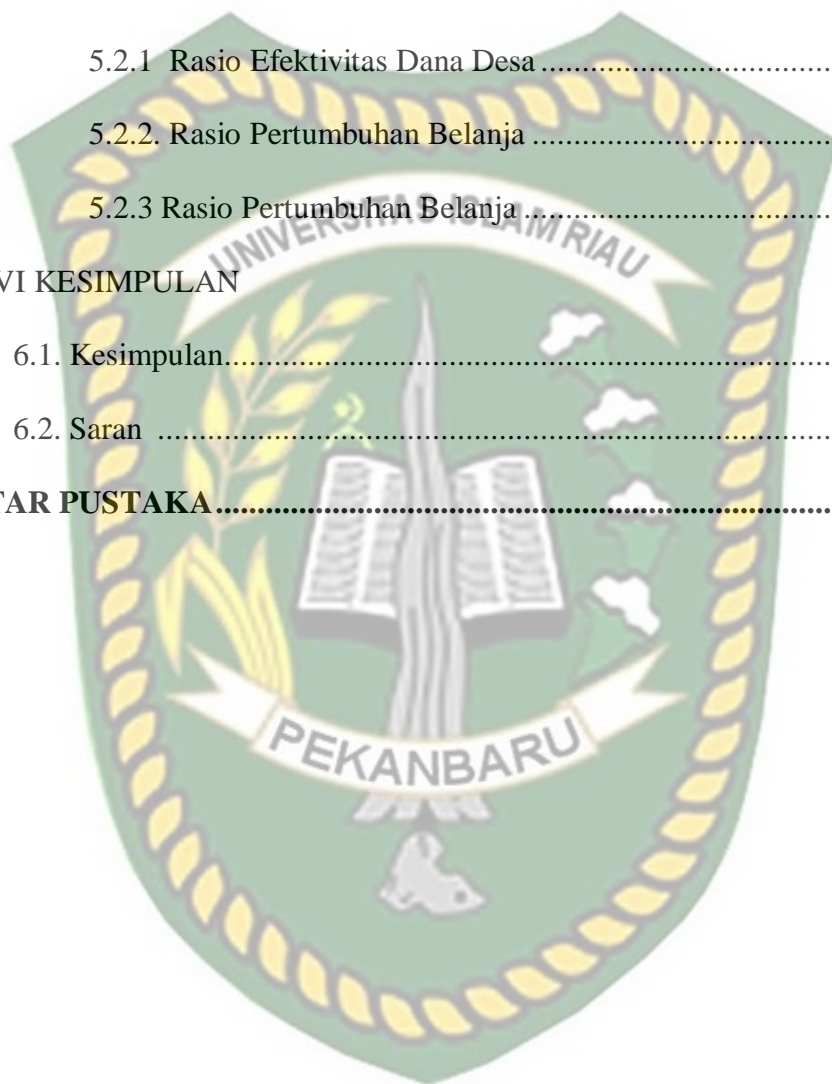 5.2.1 Rasio Efektivitas Dana Desa ................................
5.2.2. Rasio Pertumbuhan Belanja ................................
5.2.3 Rasio Pertumbuhan Belanja ................................
UNIVERSITAS ISLAM RIAU
VI KESIMPULAN
6.1. Kesimpulan................................................................
6.2. Saran ................................................................
TAR PUSTAKA................................................................
PEKANBARU